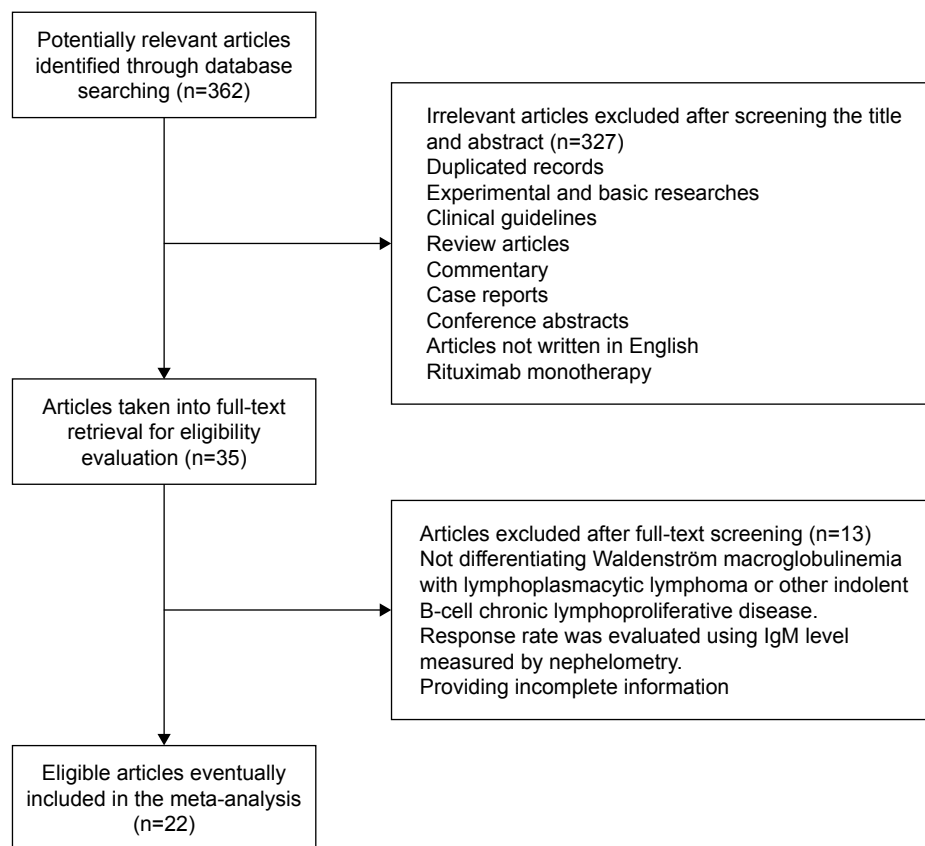 Potentially relevant articles
identified through database
searching (n=362)
Irrelevant articles excluded after screening the title
and abstract (n=327)
Duplicated records
Experimental and basic researches
Clinical guidelines
Review articles
Commentary
Case reports
Conference abstracts
Articles not written in English
Rituximab monotherapy
Articles taken into full-text
retrieval for eligibility
evaluation (n=35)
Articles excluded after full-text screening (n=13)
Not differentiating Waldenström macroglobulinemia
with lymphoplasmacytic lymphoma or other indolent
B-cell chronic lymphoproliferative disease.
Response rate was evaluated using IgM level
measured by nephelometry.
Providing incomplete information
Eligible articles eventually
included in the meta-analysis
(n=22)